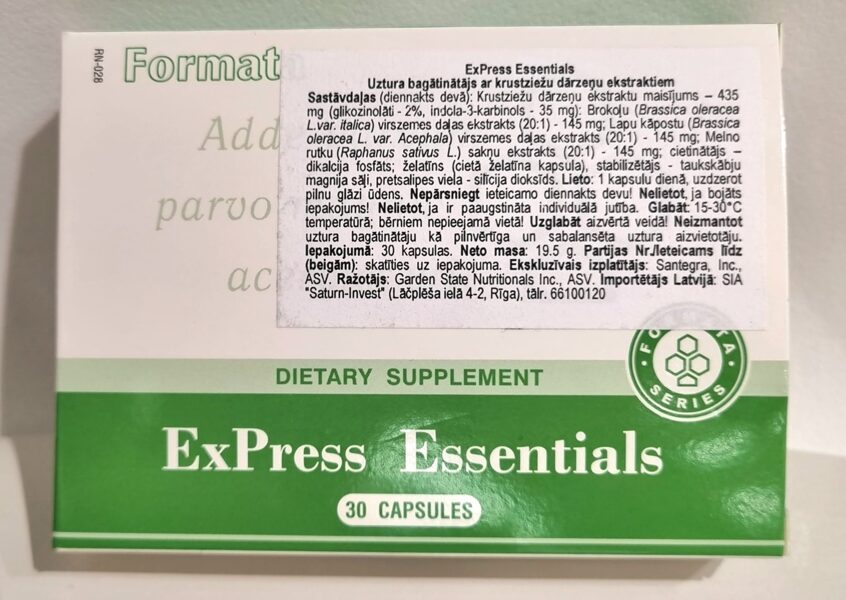 RN-028
Format
Add
parvo
ac
ExPress Essentials
Uztura bagātinātājs ar krustziežu dārzeņu ekstraktiem
Sastāvdaļas (diennakts devā): Krustziežu dārzeņu ekstraktu maisījums – 435
mg (glikozinolāti - 2%, indola-3-karbinols - 35 mg): Brokoļu (Brassica oleracea
L.var. italica) virszemes daļas ekstrakts (20:1) - 145 mg; Lapu kāpostu (Brassica
oleracea L. var. Acephala) virszemes daļas ekstrakts (20:1) - 145 mg; Melno
rutku (Raphanus sativus L.) sakņu ekstrakts (20:1) - 145 mg; cietinātājs –
dikalcija fosfāts; želatīns (cietā želatīna kapsula), stabilizētājs - taukskābju
magnija sāļi, pretsalipes viela - silīcija dioksīds. Lieto: 1 kapsulu dienā, uzdzerot
pilnu glāzi ūdens. Nepārsniegt ieteicamo diennakts devu! Nelietot, ja bojāts
iepakojums! Nelietot, ja ir paaugstināta individuālā jutība. Glabāt: 15-30°C
temperatūrā; bērniem nepieejamā vietā! Uzglabāt aizvērtā veidā! Neizmantot
uztura bagātinātāju kā pilnvērtīga un sabalansēta uztura aizvietotāju.
Iepakojumā: 30 kapsulas. Neto masa: 19.5 g. Partijas Nr./Ieteicams līdz
(beigām): skatīties uz iepakojuma. Ekskluzīvais izplatītājs: Santegra, Inc.,
ASV. Ražotājs: Garden State Nutritionals Inc., ASV. Importētājs Latvijā: SIA
"Saturn-Invest" (Lāčplēša ielā 4-2, Rīga), tālr. 66100120
SERIES
DIETARY SUPPLEMENT
ExPress Essentials
30 CAPSULES